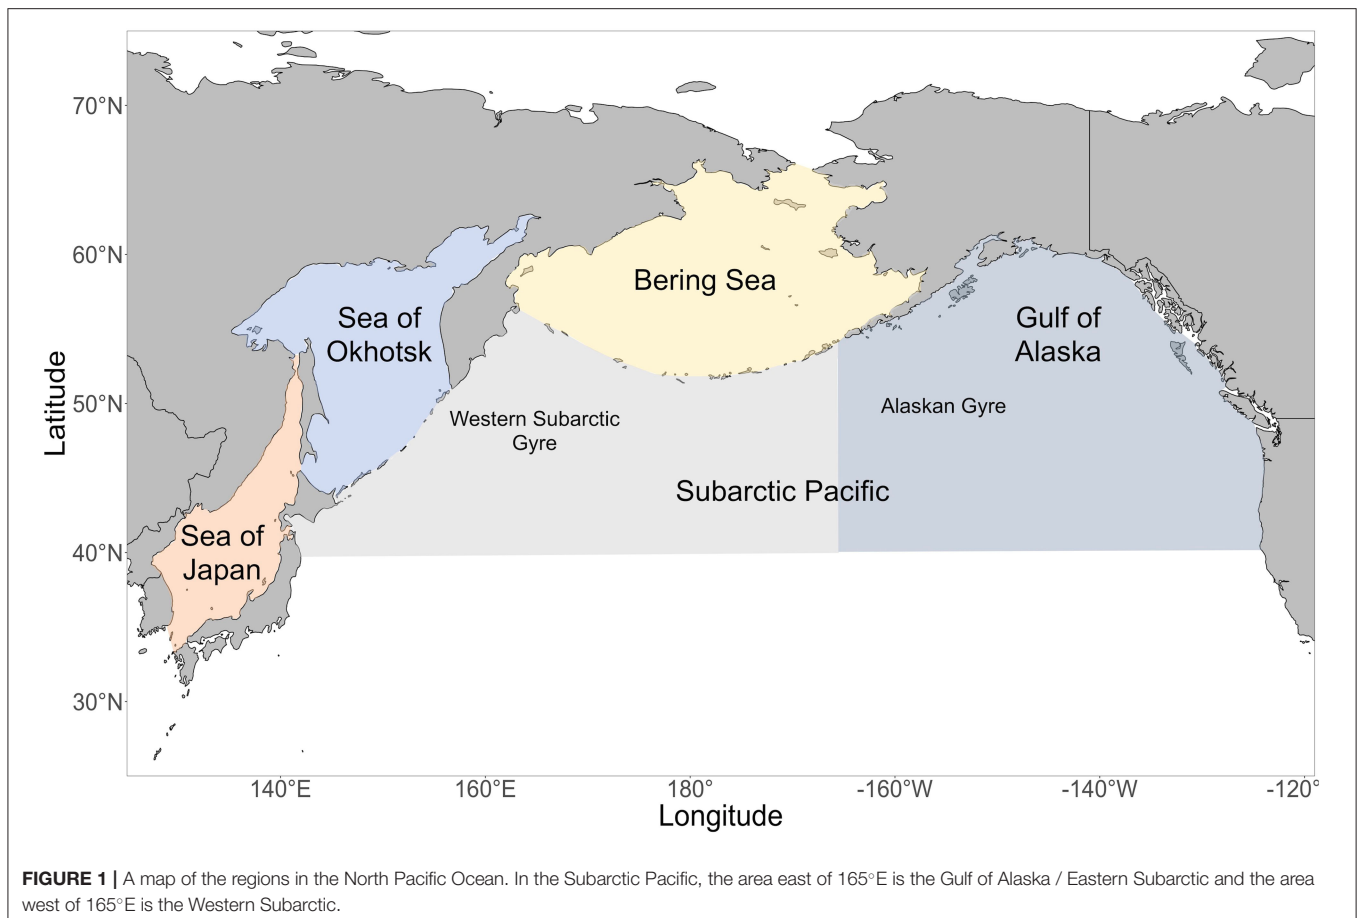 70°N
60°N
50°N
40°N
30°N
Latitude
Bering Sea
Sea of
Okhotsk
Gulf of
Alaska
Western Subarctic
Gyre
Alaskan Gyre
Subarctic Pacific
Sea of
Japan
140°E
160°E
180°
-160°W
-140°W
-120°
Longitude
FIGURE 1 | A map of the regions in the North Pacific Ocean. In the Subarctic Pacific, the area east of 165°E is the Gulf of Alaska / Eastern Subarctic and the area
west of 165°E is the Western Subarctic.